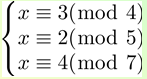 x ≡ 3(mod 4)
x ≡ 2(mod 5)
x ≡ 4(mod 7)